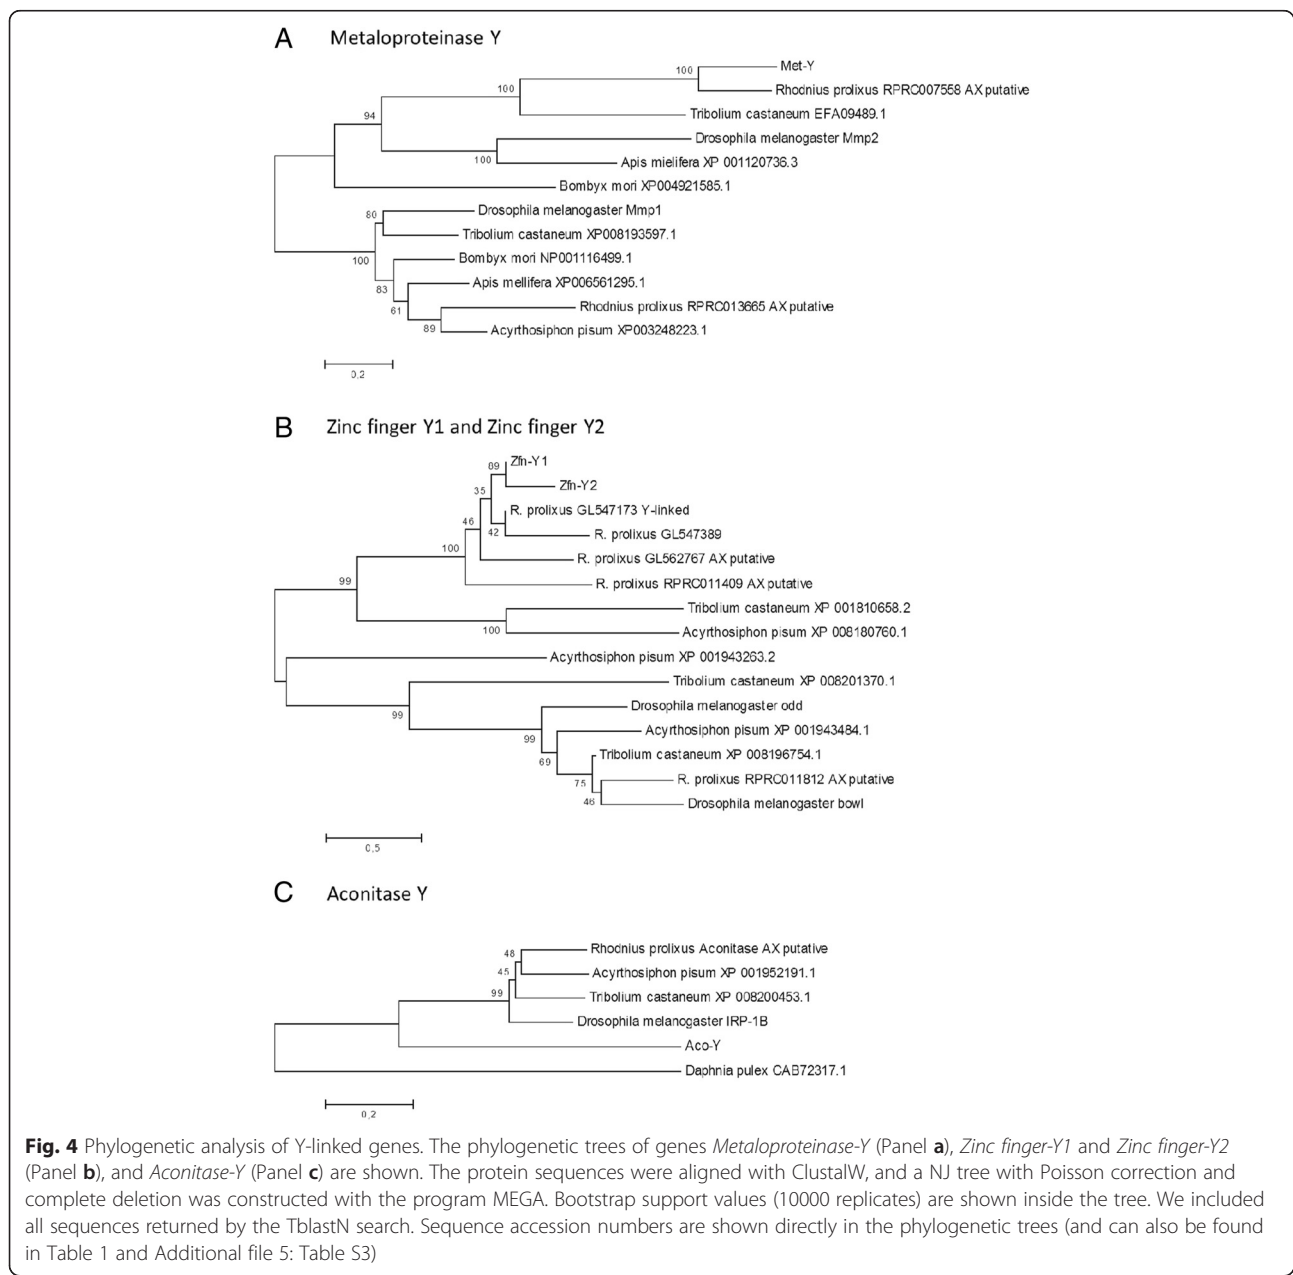 A Metaloproteinase Y
100 Met-Y
100
Rhodnius prolixus RPRC007558 AX putative
94
Tribolium castaneum EFA09489.1
Drosophila melanogaster Mmp2
100
Apis mielifera XP 001120736.3
Bombyx mori XP004921585.1
80 Drosophila melanogaster Mmp1
Tribolium castaneum XP008193597.1
100 Bombyx mori NP001116499.1
83 Apis mellifera XP006561295.1
61 Rhodnius prolixus RPRC013665 AX putative
89 Acyrthosiphon pisum XP003248223.1
0,2
B Zinc finger Y1 and Zinc finger Y2
89 Zfn-Y1
35 Zfn-Y2
R. prolixus GL547173 Y-linked
46
42 R. prolixus GL547389
100 R. prolixus GL562767 AX putative
99 R. prolixus RPRC011409 AX putative
Tribolium castaneum XP 001810658.2
100 Acyrthosiphon pisum XP 008180760.1
Acyrthosiphon pisum XP 001943263.2
Tribolium castaneum XP 008201370.1
99 Drosophila melanogaster odd
99 Acyrthosiphon pisum XP 001943484.1
69 Tribolium castaneum XP 008196754.1
75 R. prolixus RPRC011812 AX putative
46 Drosophila melanogaster bowl
0,5
C Aconitase Y
48 Rhodnius prolixus Aconitase AX putative
45 Acyrthosiphon pisum XP 001952191.1
99 Tribolium castaneum XP 008200453.1
Drosophila melanogaster IRP-1B
Aco-Y
Daphnia pulex CAB72317.1
0,2
Fig. 4 Phylogenetic analysis of Y-linked genes. The phylogenetic trees of genes Metaloproteinase-Y (Panel a), Zinc finger-Y1 and Zinc finger-Y2
(Panel b), and Aconitase-Y (Panel c) are shown. The protein sequences were aligned with ClustalW, and a NJ tree with Poisson correction and
complete deletion was constructed with the program MEGA. Bootstrap support values (10000 replicates) are shown inside the tree. We included
all sequences returned by the TblastN search. Sequence accession numbers are shown directly in the phylogenetic trees (and can also be found
in Table 1 and Additional file 5: Table S3)